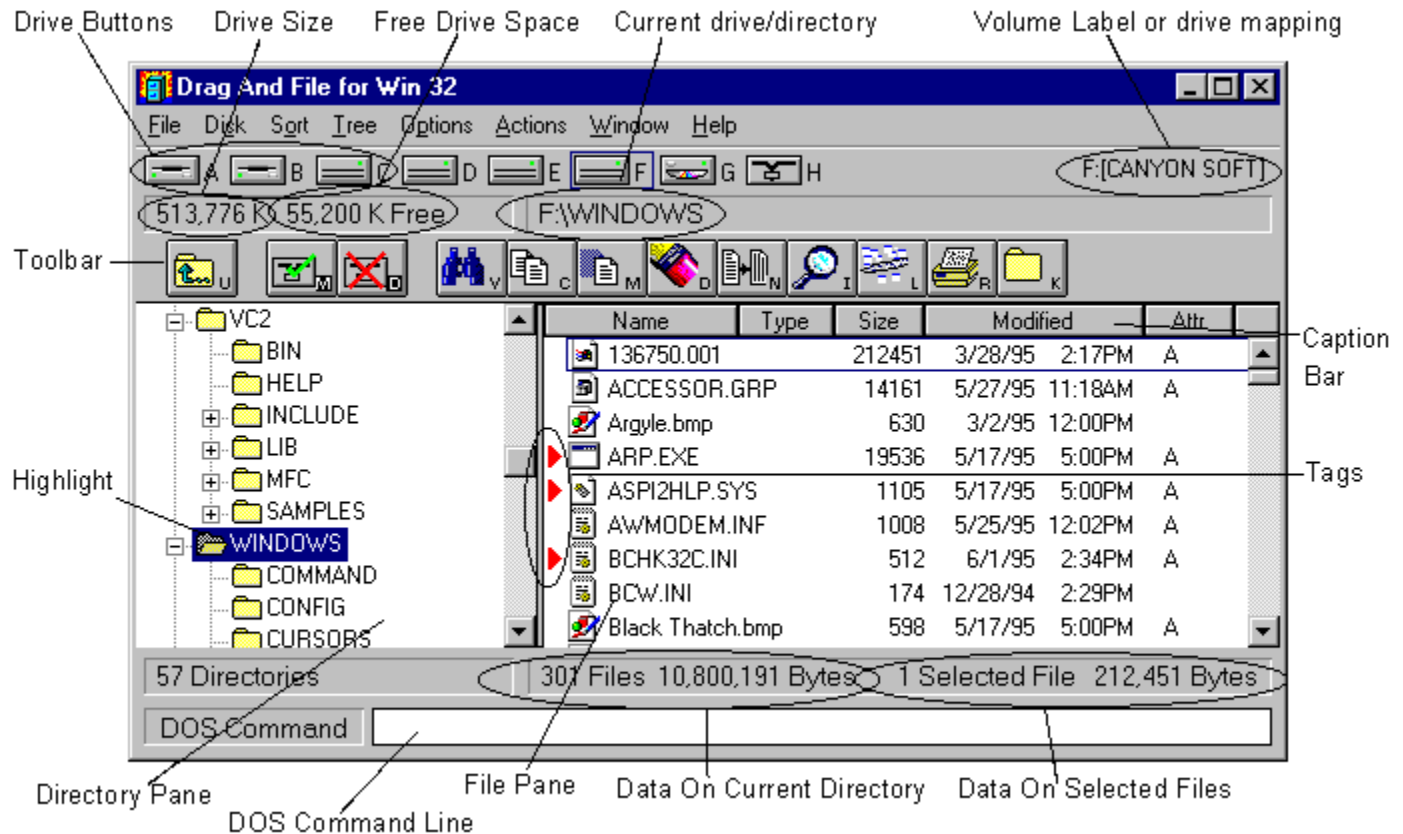 Drive Buttons Drive Size Free Drive Space Current drive/directory Volume Label or drive mapping
Drag And File for Win 32
File Disk Sort Tree Options Actions Window Help
A B C D E F G H F:[CANYON SOFT]
513,776 K 55,200 K Free F:\WINDOWS
Toolbar
U W D V C M D N I L R K
VC2
BIN
HELP
INCLUDE
LIB
MFC
SAMPLES
WINDOWS
COMMAND
CONFIG
CURSORS
Highlight
Name Type Size Modified Attr
136750.001 212451 3/28/95 2:17PM A
ACCESSOR.GRP 14161 5/27/95 11:18AM A
Argyle.bmp 630 3/2/95 12:00PM
ARP.EXE 19536 5/17/95 5:00PM A
ASPI2HLP.SYS 1105 5/17/95 5:00PM A
AWMODEM.INF 1008 5/25/95 12:02PM A
BCHK32C.INI 512 6/1/95 2:34PM A
BCW.INI 174 12/28/94 2:29PM
Black Thatch.bmp 598 5/17/95 5:00PM A
Caption
Bar
Tags
57 Directories 301 Files 10,800,191 Bytes 1 Selected File 212,451 Bytes
DOS Command
Directory Pane
DOS Command Line
File Pane
Data On Current Directory
Data On Selected Files